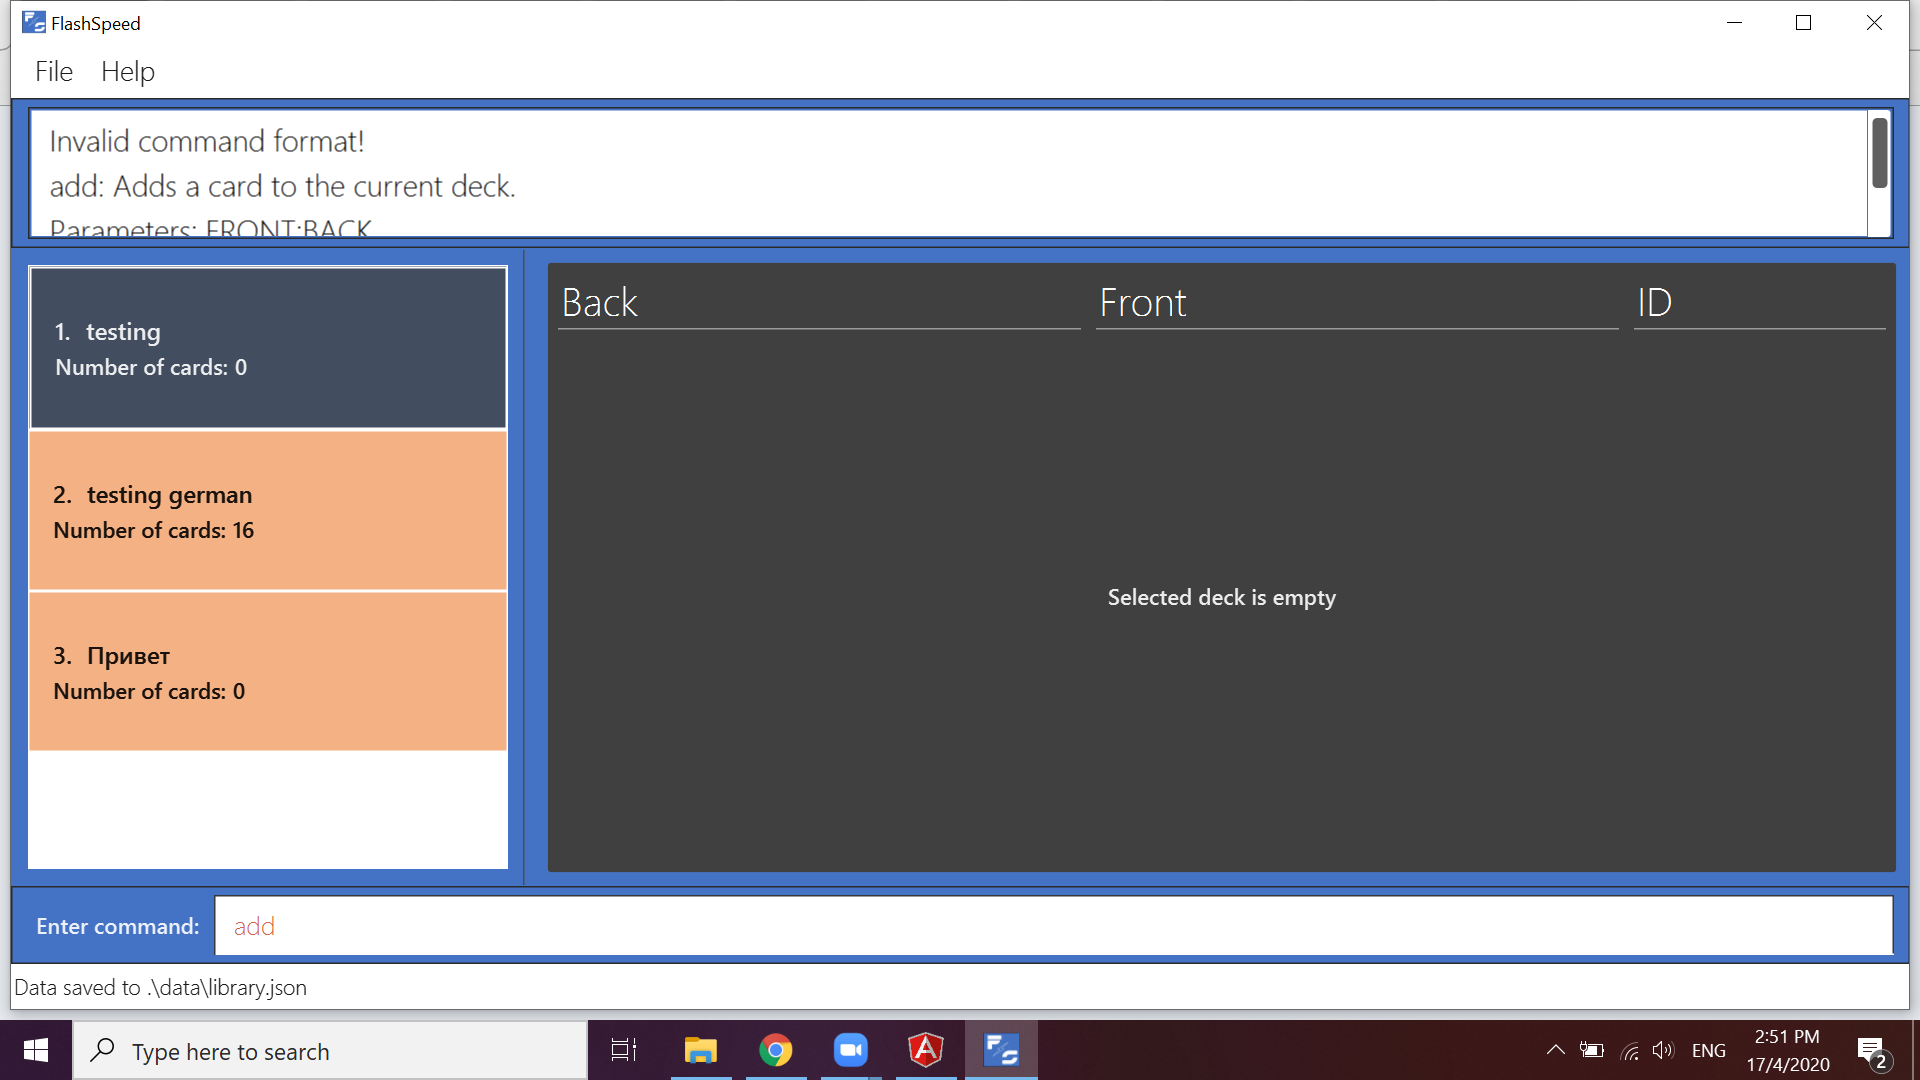 FlashSpeed
File Help
Invalid command format!
add: Adds a card to the current deck.
Parameters: FRONT:BACK
1. testing
Number of cards: 0
2. testing german
Number of cards: 16
3. Привет
Number of cards: 0
Back Front ID
Selected deck is empty
Enter command: add
Data saved to .\data\library.json
Type here to search
ENG
2:51 PM
17/4/2020
2